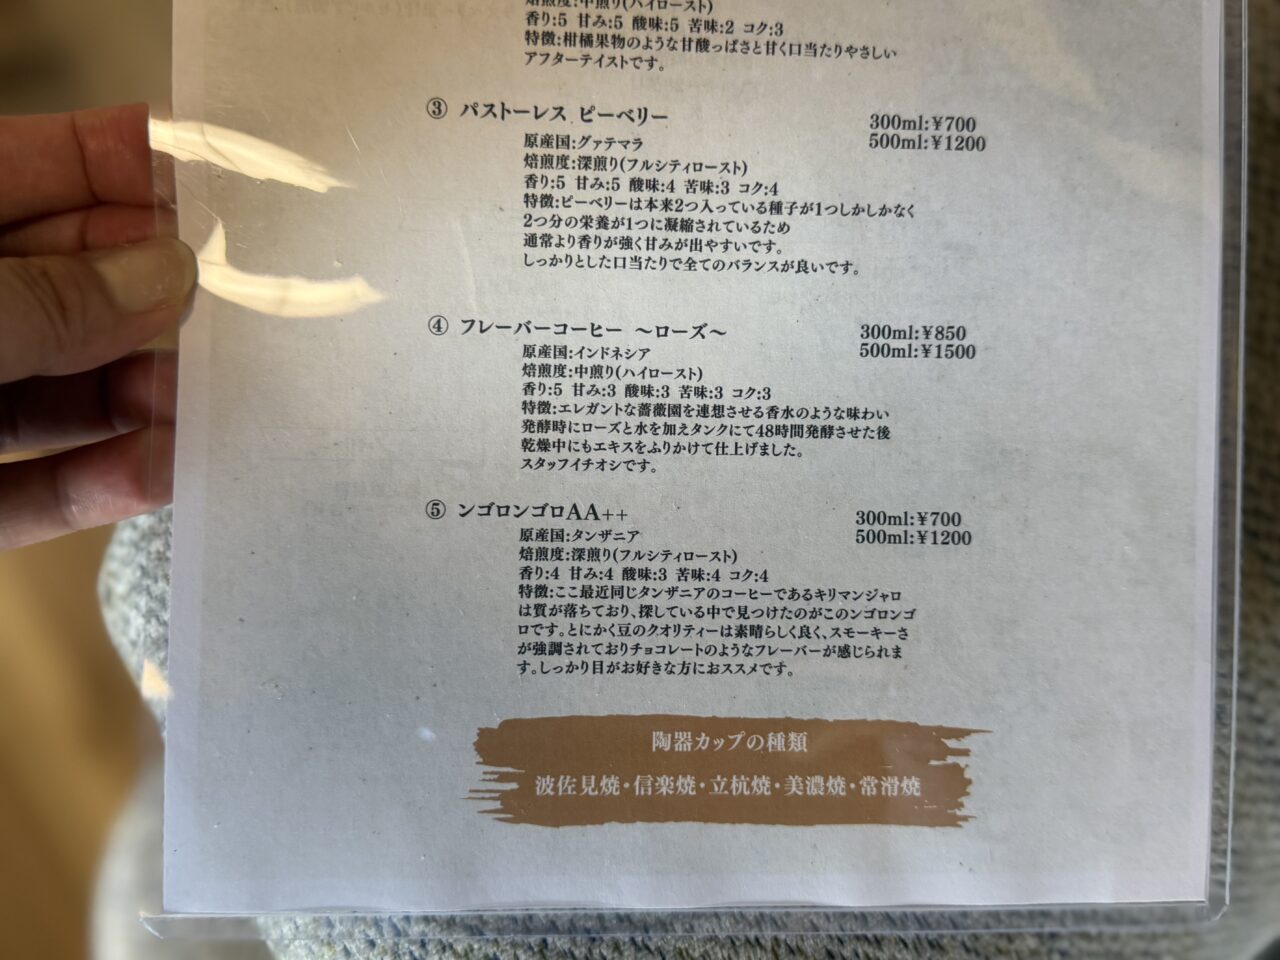 焙煎度:中煎り(ハイロースト)
香り:5 甘み:5 酸味:5 苦味:2 コク:3
特徴:柑橘果物のような甘酸っぱさと甘く口当たりやさしい
アフターテイストです。
③ パストーレス ピーベリー
300ml:¥700
500ml:¥1200
原産国:グァテマラ
焙煎度:深煎り(フルシティロースト)
香り:5 甘み:5 酸味:4 苦味:3 コク:4
特徴:ピーベリーは本来2つ入っている種子が1つしかしかなく
2つ分の栄養が1つに凝縮されているため
通常より香りが強く甘みが出やすいです。
しっかりとした口当たりで全てのバランスが良いです。
④ フレーバーコーヒー ～ローズ～
300ml:¥850
500ml:¥1500
原産国:インドネシア
焙煎度:中煎り(ハイロースト)
香り:5 甘み:3 酸味:3 苦味:3 コク:3
特徴:エレガントな薔薇園を連想させる香水のような味わい
発酵時にローズと水を加えタンクにて48時間発酵させた後
乾燥中にもエキスをふりかけて仕上げました。
スタッフイチオシです。
⑤ ンゴロンゴロAA++
300ml:¥700
500ml:¥1200
原産国:タンザニア
焙煎度:深煎り(フルシティロースト)
香り:4 甘み:4 酸味:3 苦味:4 コク:4
特徴:ここ最近同じタンザニアのコーヒーであるキリマンジャロ
は質が落ちており、探している中で見つけたのがこのンゴロンゴ
ロです。とにかく豆のクオリティーは素晴らしく良く、スモーキーさ
が強調されておりチョコレートのようなフレーバーが感じられま
す。しっかり目がお好きな方におススメです。
陶器カップの種類
波佐見焼・信楽焼・立杭焼・美濃焼・常滑焼